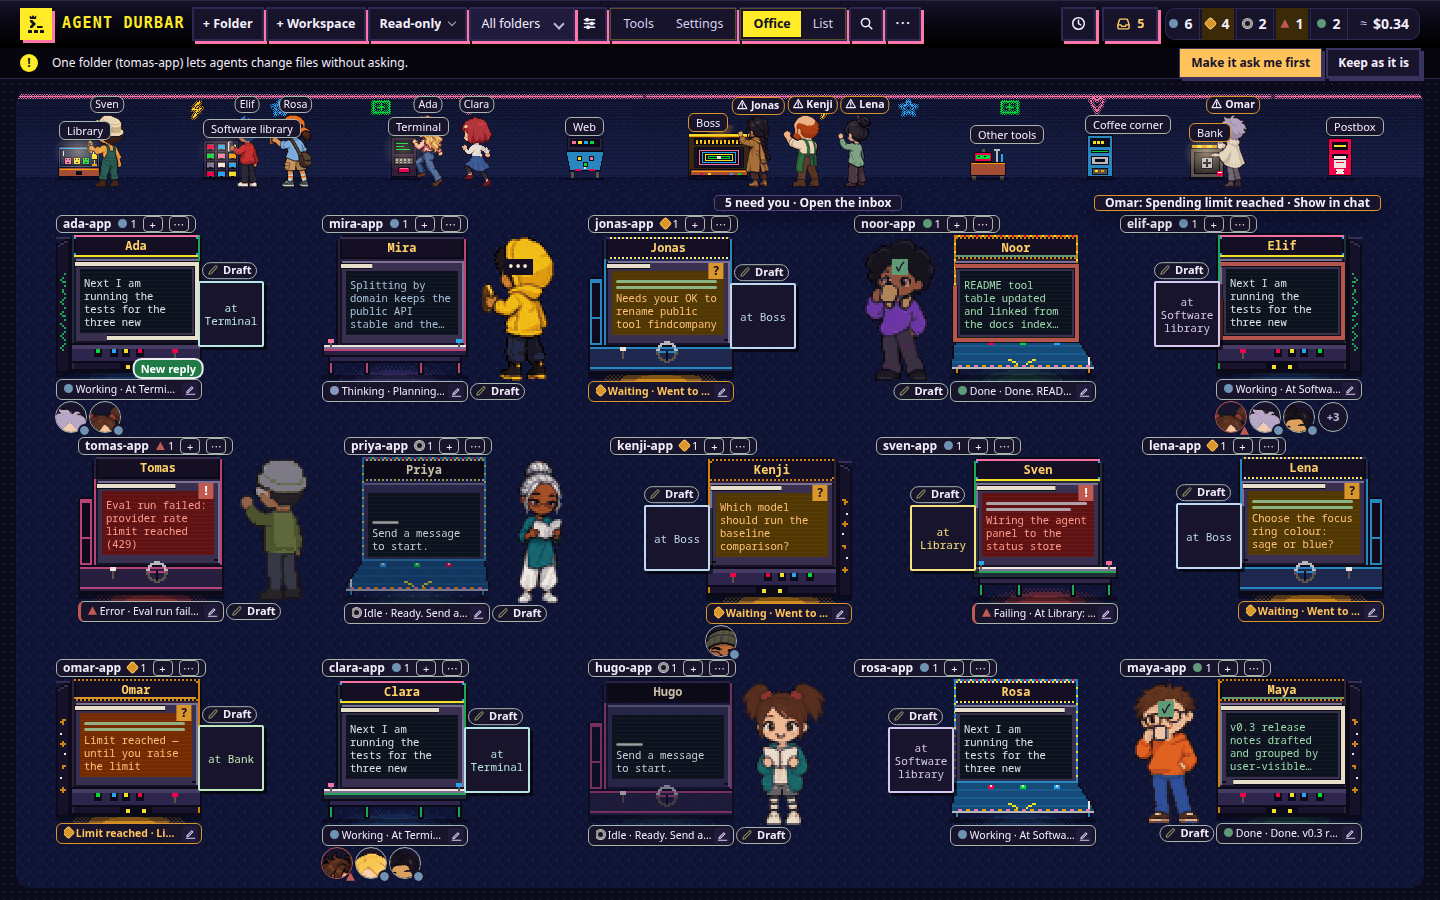 AGENT DURBAR
+ Folder
+ Workspace
Read-only
All folders
Tools
Settings
Office
List
5
6
4
2
1
2
≈ $0.34
One folder (tomas-app) lets agents change files without asking.
Make it ask me first
Keep as it is
Sven
Elif
Rosa
Ada
Clara
Jonas
Kenji
Lena
Omar
Library
Software library
Terminal
Web
Boss
Other tools
Coffee corner
Bank
Postbox
5 need you · Open the inbox
Omar: Spending limit reached · Show in chat
ada-app 1 + ...
Ada
Next I am
running the
tests for the
three new
Draft
at
Terminal
New reply
Working · At Termi...
mira-app 1 + ...
Mira
Splitting by
domain keeps the
public API
stable and the…
Thinking · Planning...
Draft
jonas-app 1 + ...
Jonas
?
Needs your OK to
rename public
tool findcompany
Draft
at Boss
Waiting · Went to ...
noor-app 1 + ...
Noor
README tool
table updated
and linked from
the docs index…
Draft
Done · Done. READ...
elif-app 1 + ...
Elif
Draft
at
Software
library
Next I am
running the
tests for the
three new
Working · At Softwa...
+3
tomas-app 1 + ...
Tomas
!
Eval run failed:
provider rate
limit reached
(429)
Error · Eval run fail...
Draft
priya-app 1 + ...
Priya
Send a message
to start.
Idle · Ready. Send a...
Draft
kenji-app 1 + ...
Kenji
?
Draft
at Boss
Which model
should run the
baseline
comparison?
Waiting · Went to ...
sven-app 1 + ...
Sven
!
Draft
at
Library
Wiring the agent
panel to the
status store
Failing · At Library: ...
lena-app 1 + ...
Lena
?
Draft
at Boss
Choose the focus
ring colour:
sage or blue?
Waiting · Went to ...
omar-app 1 + ...
Omar
?
Limit reached —
until you raise
the limit
Draft
at Bank
Limit reached · Li...
clara-app 1 + ...
Clara
Next I am
running the
tests for the
three new
Draft
at
Terminal
Working · At Termi...
hugo-app 1 + ...
Hugo
Send a message
to start.
Idle · Ready. Send a...
Draft
rosa-app 1 + ...
Rosa
Draft
at
Software
library
Next I am
running the
tests for the
three new
Working · At Softwa...
maya-app 1 + ...
Maya
v0.3 release
notes drafted
and grouped by
user-visible…
Draft
Done · Done. v0.3 r...